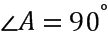 ∠A = 90°